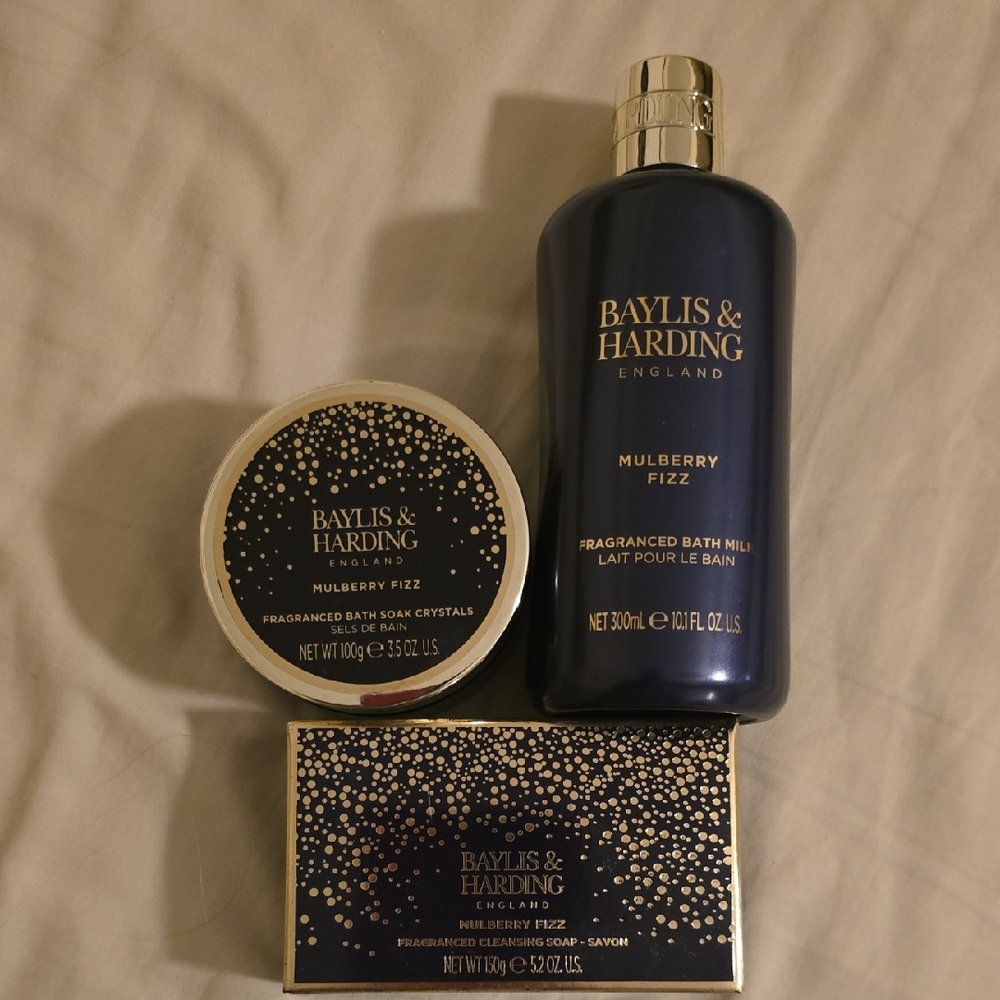 RDING
BAYLIS &
HARDING
ENGLAND
MULBERRY
FIZZ
FRAGRANCED BATH MILK
LAIT POUR LE BAIN
NET 300mL ℮ 10.1 FL. OZ. U.S.
BAYLIS &
HARDING
ENGLAND
MULBERRY FIZZ
FRAGRANCED BATH SOAK CRYSTALS
SELS DE BAIN
NET WT 100g ℮ 3.5 OZ. U.S.
BAYLIS &
HARDING
ENGLAND
MULBERRY FIZZ
FRAGRANCED CLEANSING SOAP - SAVON
NET WT 150g ℮ 5.2 OZ. U.S.